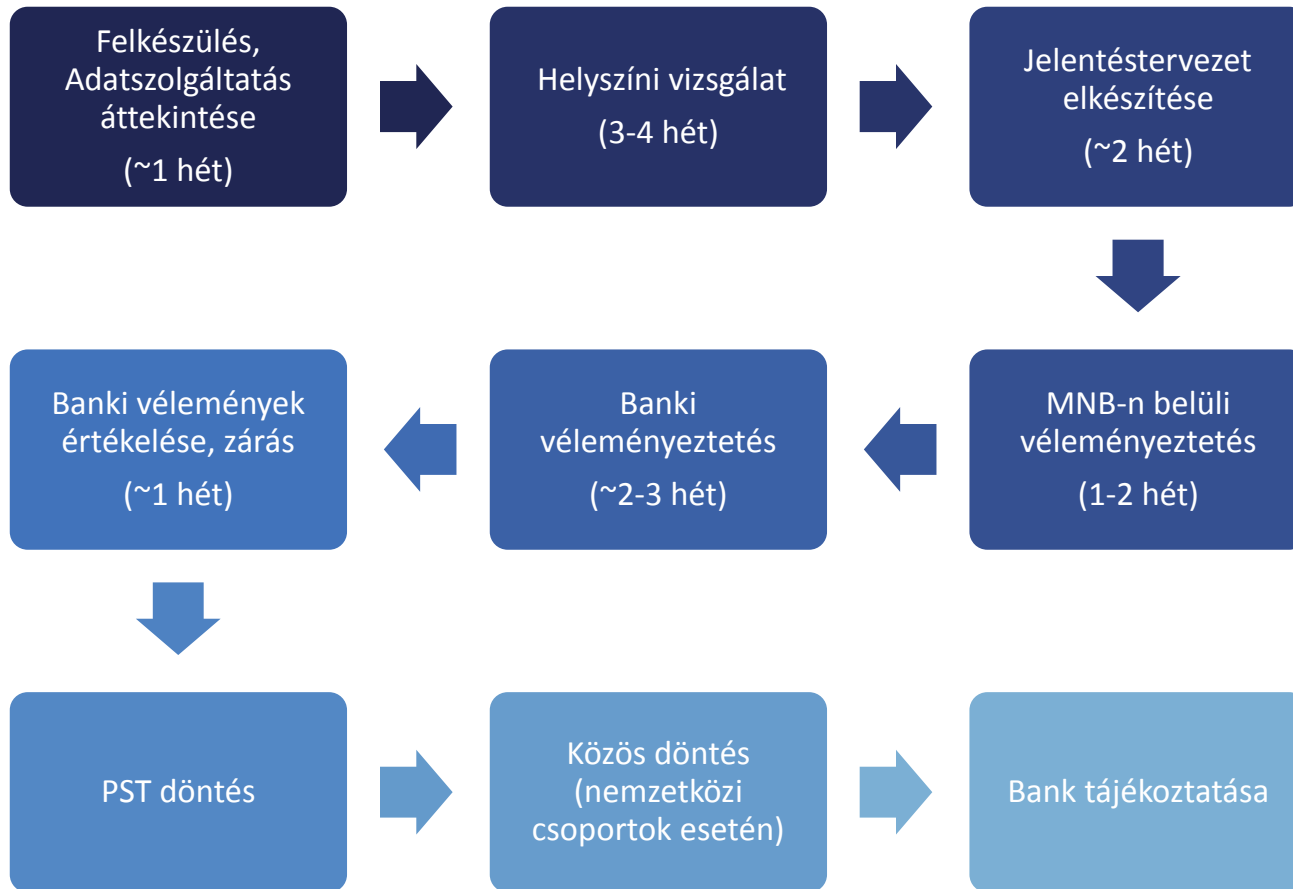 Felkészülés,
Adatszolgáltatás
áttekintése
(~1 hét)
Helyszíni vizsgálat
(3-4 hét)
Jelentéstervezet
elkészítése
(~2 hét)
MNB-n belüli
véleményeztetés
(1-2 hét)
Banki
véleményeztetés
(~2-3 hét)
Banki vélemények
értékelése, zárás
(~1 hét)
PST döntés
Közös döntés
(nemzetközi
csoportok esetén)
Bank tájékoztatása